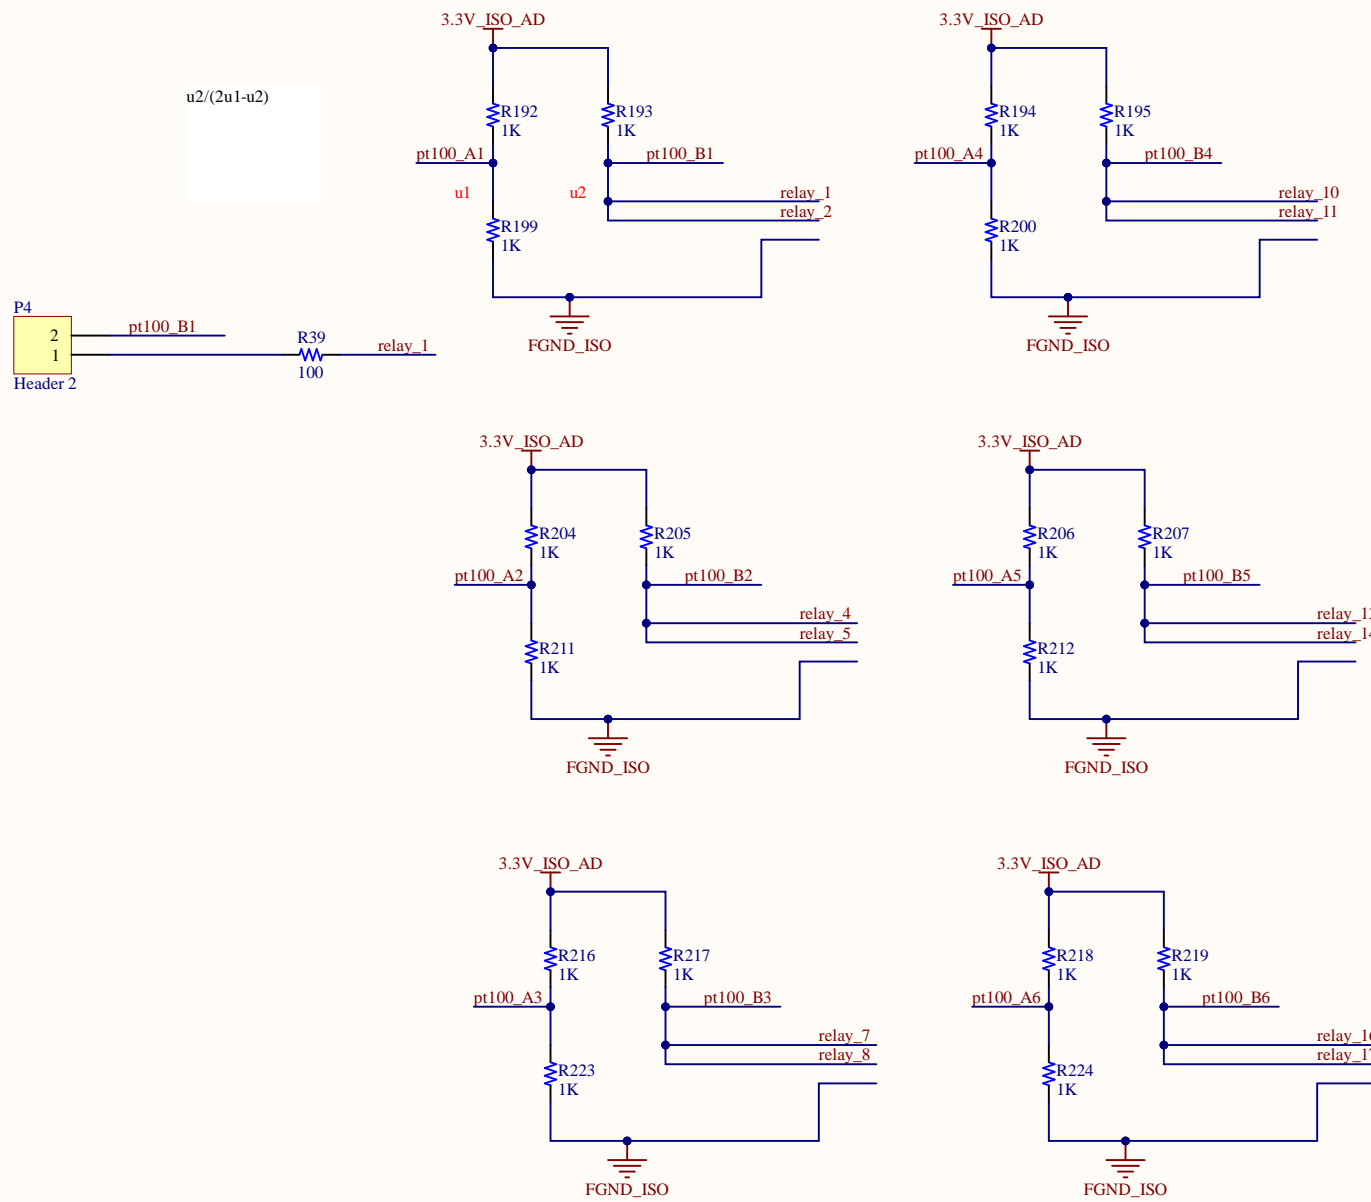 3.3V_ISO_AD
3.3V_ISO_AD
u2/(2u1-u2)
R192
1K
R193
1K
R194
1K
R195
1K
pt100_A1
pt100_B1
pt100_A4
pt100_B4
u1
u2
relay_1
relay_2
relay_10
relay_11
R199
1K
R200
1K
FGND_ISO
FGND_ISO
P4
2
1
Header 2
pt100_B1
R39
100
relay_1
3.3V_ISO_AD
3.3V_ISO_AD
R204
1K
R205
1K
R206
1K
R207
1K
pt100_A2
pt100_B2
pt100_A5
pt100_B5
relay_4
relay_5
relay_13
relay_14
R211
1K
R212
1K
FGND_ISO
FGND_ISO
3.3V_ISO_AD
3.3V_ISO_AD
R216
1K
R217
1K
R218
1K
R219
1K
pt100_A3
pt100_B3
pt100_A6
pt100_B6
relay_7
relay_8
relay_16
relay_17
R223
1K
R224
1K
FGND_ISO
FGND_ISO